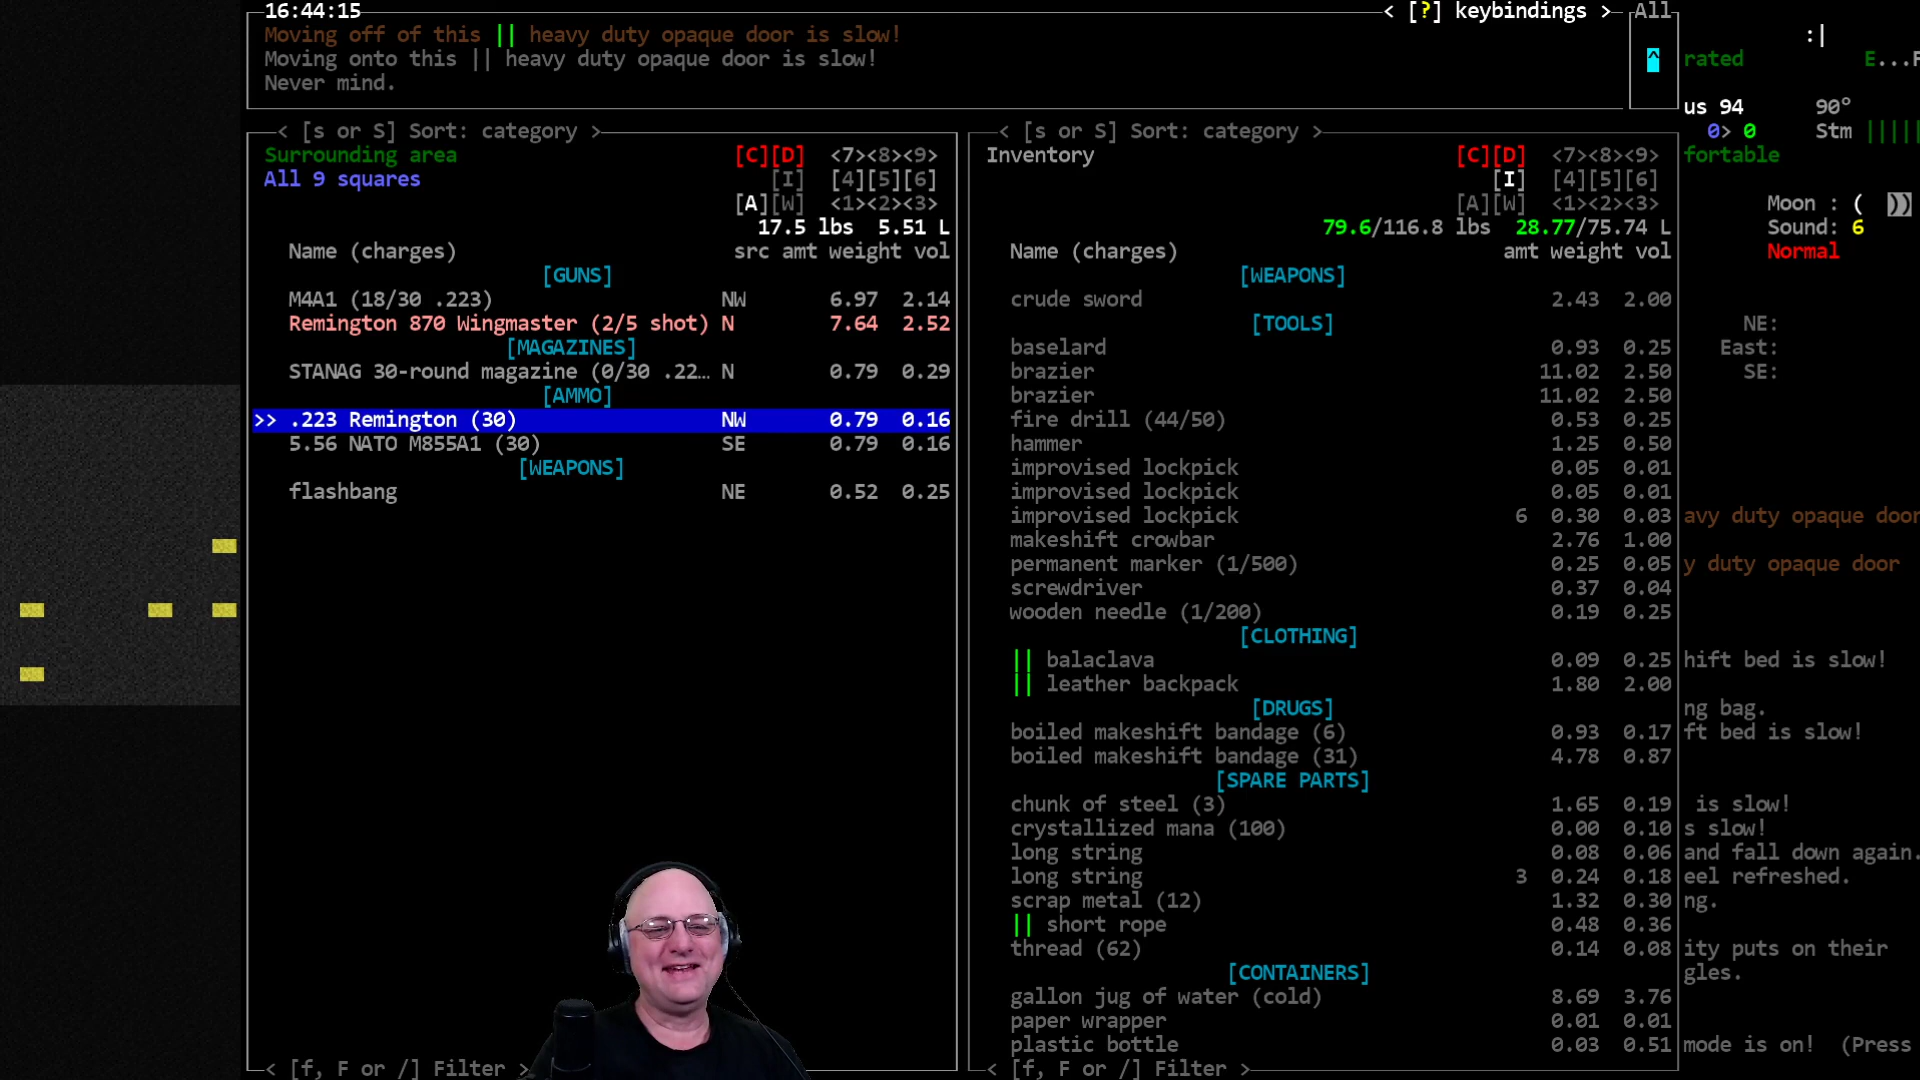 16:44:15
< [?] keybindings >
All
Moving off of this || heavy duty opaque door is slow!
Moving onto this || heavy duty opaque door is slow!
Never mind.
^
:|
rated E...F
us 94 90°
0> 0 Stm |||||
fortable
Moon : ( ))
Sound: 6
Normal
NE:
East:
SE:
< [s or S] Sort: category >
Surrounding area [C][D] <7><8><9>
All 9 squares [I] [4][5][6]
[A][W] <1><2><3>
17.5 lbs 5.51 L
Name (charges) src amt weight vol
[GUNS]
M4A1 (18/30 .223) NW 6.97 2.14
Remington 870 Wingmaster (2/5 shot) N 7.64 2.52
[MAGAZINES]
STANAG 30-round magazine (0/30 .22… N 0.79 0.29
[AMMO]
>> .223 Remington (30) NW 0.79 0.16
5.56 NATO M855A1 (30) SE 0.79 0.16
[WEAPONS]
flashbang NE 0.52 0.25
< [f, F or /] Filter >
< [s or S] Sort: category >
Inventory [C][D] <7><8><9>
[I] [4][5][6]
[A][W] <1><2><3>
79.6/116.8 lbs 28.77/75.74 L
Name (charges) amt weight vol
[WEAPONS]
crude sword 2.43 2.00
[TOOLS]
baselard 0.93 0.25
brazier 11.02 2.50
brazier 11.02 2.50
fire drill (44/50) 0.53 0.25
hammer 1.25 0.50
improvised lockpick 0.05 0.01
improvised lockpick 0.05 0.01
improvised lockpick 6 0.30 0.03
makeshift crowbar 2.76 1.00
permanent marker (1/500) 0.25 0.05
screwdriver 0.37 0.04
wooden needle (1/200) 0.19 0.25
[CLOTHING]
|| balaclava 0.09 0.25
|| leather backpack 1.80 2.00
[DRUGS]
boiled makeshift bandage (6) 0.93 0.17
boiled makeshift bandage (31) 4.78 0.87
[SPARE PARTS]
chunk of steel (3) 1.65 0.19
crystallized mana (100) 0.00 0.10
long string 0.08 0.06
long string 3 0.24 0.18
scrap metal (12) 1.32 0.30
|| short rope 0.48 0.36
thread (62) 0.14 0.08
[CONTAINERS]
gallon jug of water (cold) 8.69 3.76
paper wrapper 0.01 0.01
plastic bottle 0.03 0.51
< [f, F or /] Filter >
avy duty opaque door
y duty opaque door
hift bed is slow!
ng bag.
ft bed is slow!
is slow!
s slow!
and fall down again.
eel refreshed.
ng.
ity puts on their
gles.
mode is on! (Press